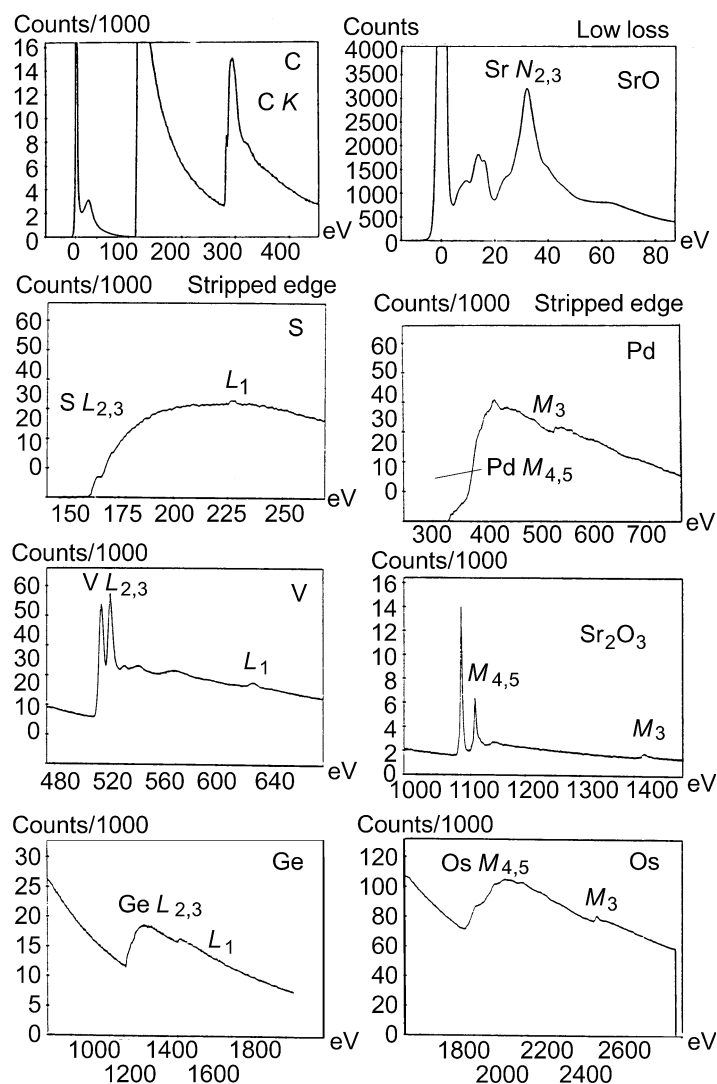 Counts/1000
16
14
12
10
8
6
4
2
0
C
C K
0 100 200 300 400 eV
Counts Low loss
4000
3500
3000
2500
2000
1500
1000
500
0
Sr N2,3
SrO
0 20 40 60 80 eV
Counts/1000 Stripped edge
60
50
40
30
20
10
0
S
S L2,3
L1
150 175 200 225 250 eV
Counts/1000 Stripped edge
60
50
40
30
20
10
0
Pd
M3
Pd M4,5
300 400 500 600 700 eV
Counts/1000
60
50
40
30
20
10
0
V L2,3
V
L1
480 520 560 600 640 eV
Counts/1000
16
14
12
10
8
6
4
2
0
Sr2O3
M4,5
M3
1000 1100 1200 1300 1400 eV
Counts/1000
30
25
20
15
10
5
0
Ge
Ge L2,3
L1
1000 1400 1800 eV
1200 1600
Counts/1000
120
100
80
60
40
20
0
Os M4,5
Os
M3
1800 2200 2600 eV
2000 2400